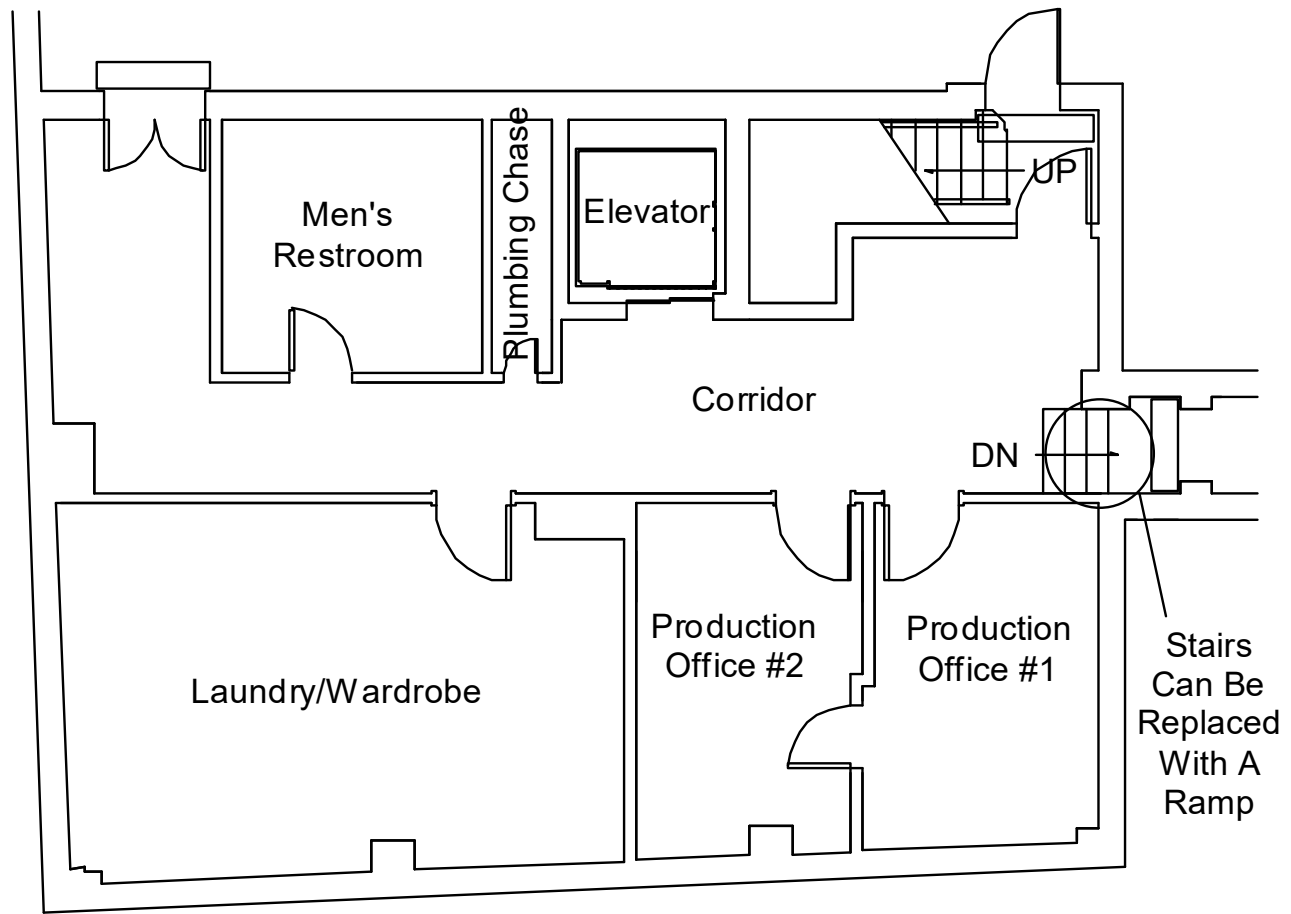 Men's
Restroom
Plumbing Chase
Elevator
UP
Corridor
DN
Laundry/Wardrobe
Production
Office #2
Production
Office #1
Stairs
Can Be
Replaced
With A
Ramp